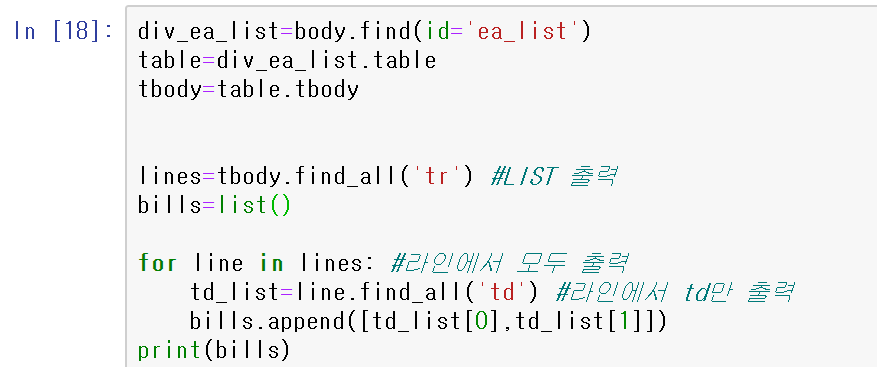 In [18]:
div_ea_list=body.find(id='ea_list')
table=div_ea_list.table
tbody=table.tbody
lines=tbody.find_all('tr') #LIST 출력
bills=list()
for line in lines: #라인에서 모두 출력
    td_list=line.find_all('td') #라인에서 td만 출력
    bills.append([td_list[0],td_list[1]])
print(bills)